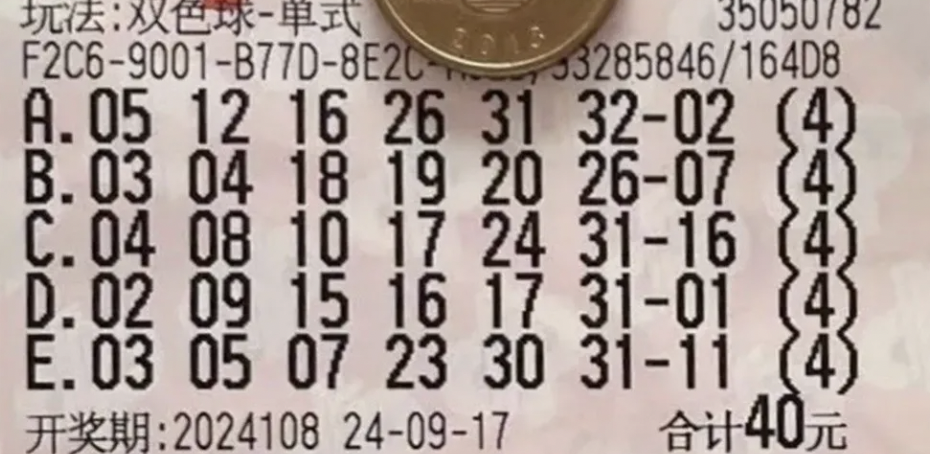 玩法:双色球-单式 35050782
F2C6-9001-B77D-8E2C- 33285846/164D8
A.05 12 16 26 31 32-02 (4)
B.03 04 18 19 20 26-07 (4)
C.04 08 10 17 24 31-16 (4)
D.02 09 15 16 17 31-01 (4)
E.03 05 07 23 30 31-11 (4)
开奖期:2024108 24-09-17 合计40元